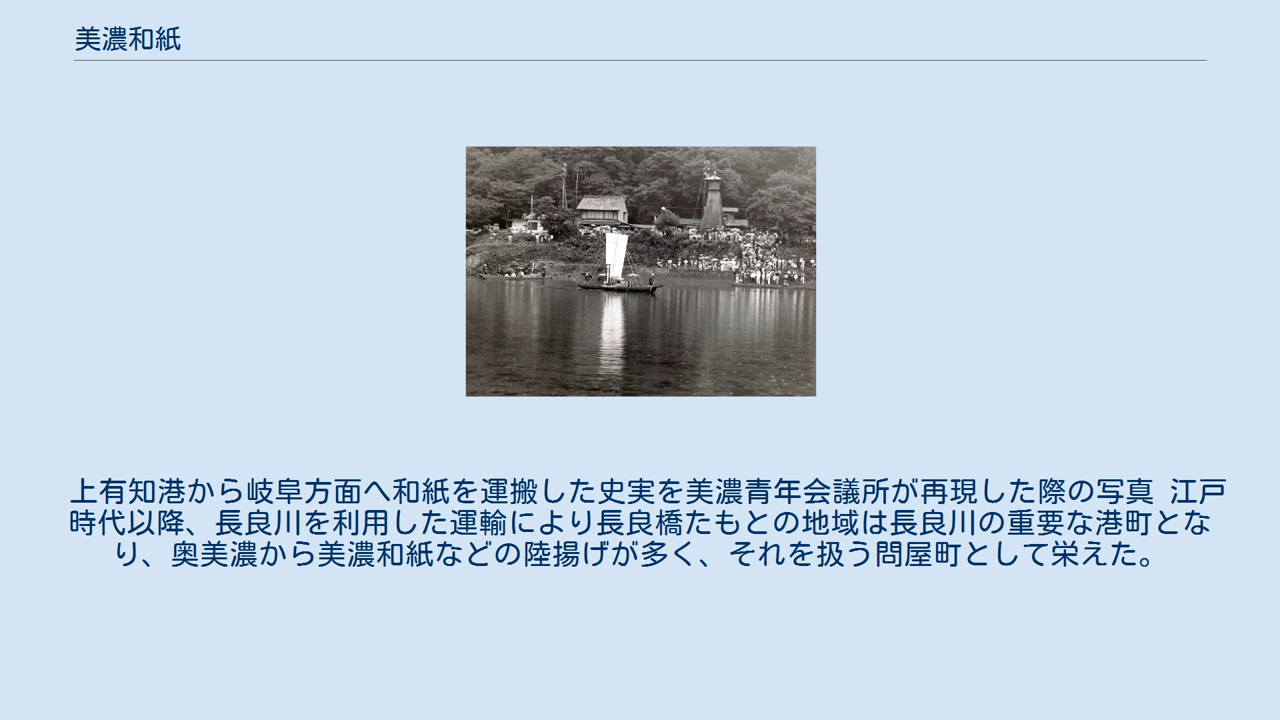 美濃和紙
上有知港から岐阜方面へ和紙を運搬した史実を美濃青年会議所が再現した際の写真 江戸
時代以降、長良川を利用した運輸により長良橋たもとの地域は長良川の重要な港町とな
り、奥美濃から美濃和紙などの陸揚げが多く、それを扱う問屋町として栄えた。